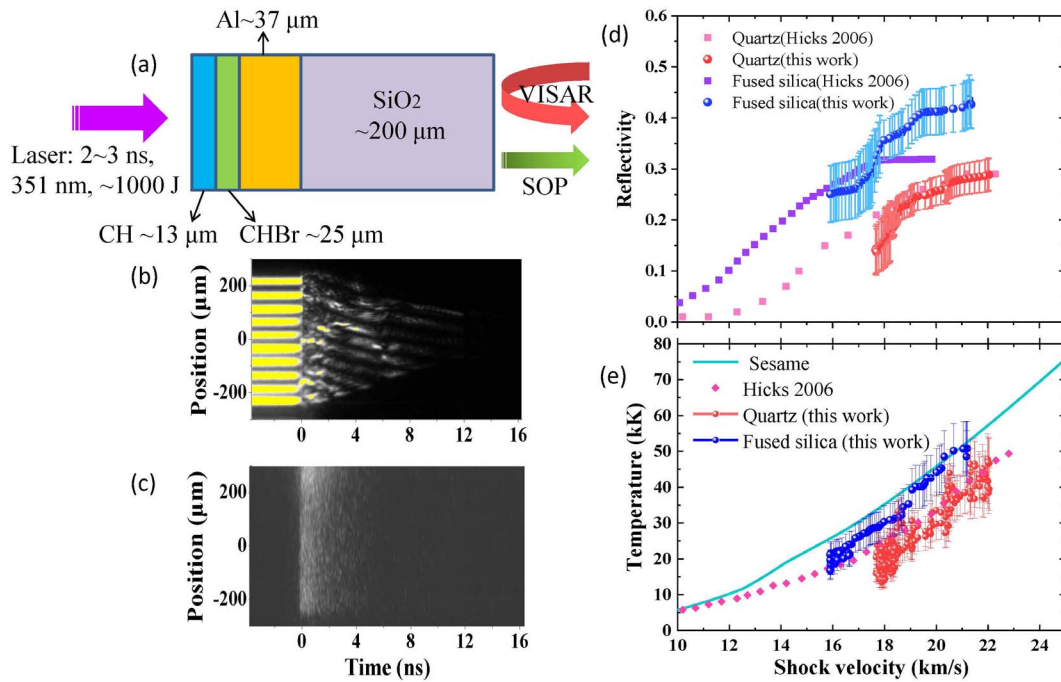 (a)
Al~37 μm
SiO₂
~200 μm
VISAR
SOP
Laser: 2~3 ns,
351 nm, ~1000 J
CH ~13 μm
CHBr ~25 μm
(b)
Position (μm)
200
0
-200
0 4 8 12 16
(c)
Position (μm)
200
0
-200
0 4 8 12 16
Time (ns)
(d)
Reflectivity
0.6
0.5
0.4
0.3
0.2
0.1
0.0
Quartz(Hicks 2006)
Quartz(this work)
Fused silica(Hicks 2006)
Fused silica(this work)
(e)
Temperature (kK)
80
70
60
50
40
30
20
10
0
Sesame
Hicks 2006
Quartz (this work)
Fused silica (this work)
10 12 14 16 18 20 22 24
Shock velocity (km/s)